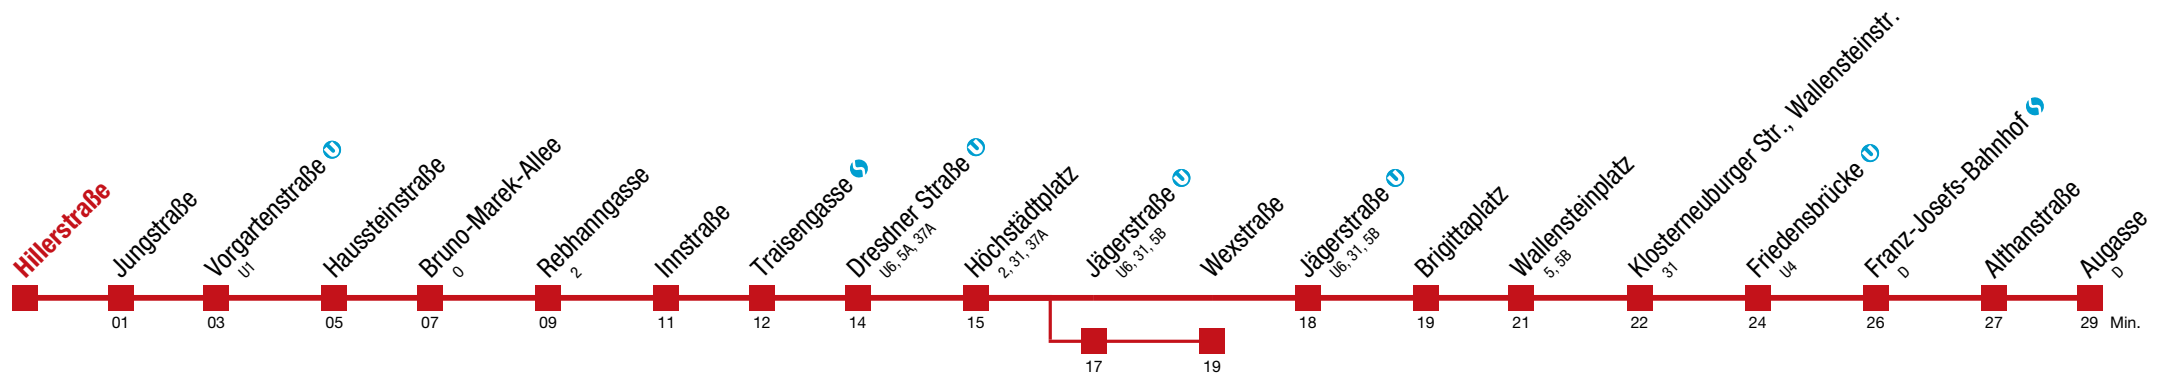 Hillerstraße
Jungstraße
Vorgartenstraße
U1
Haussteinstraße
Bruno-Marek-Allee
O
Rebhanngasse
2
Innstraße
Traisengasse
Dresdner Straße
U6, 5A, 37A
Höchstädtplatz
2, 31, 37A
Jägerstraße
U6, 31, 5B
Wexstraße
Jägerstraße
U6, 31, 5B
Brigittaplatz
Wallensteinplatz
5, 5B
Klosterneuburger Str., Wallensteinstr.
31
Friedensbrücke
U4
Franz-Josefs-Bahnhof
D
Althanstraße
Augasse
D
01 03 05 07 09 11 12 14 15 18 19 21 22 24 26 27 29 Min.
17 19